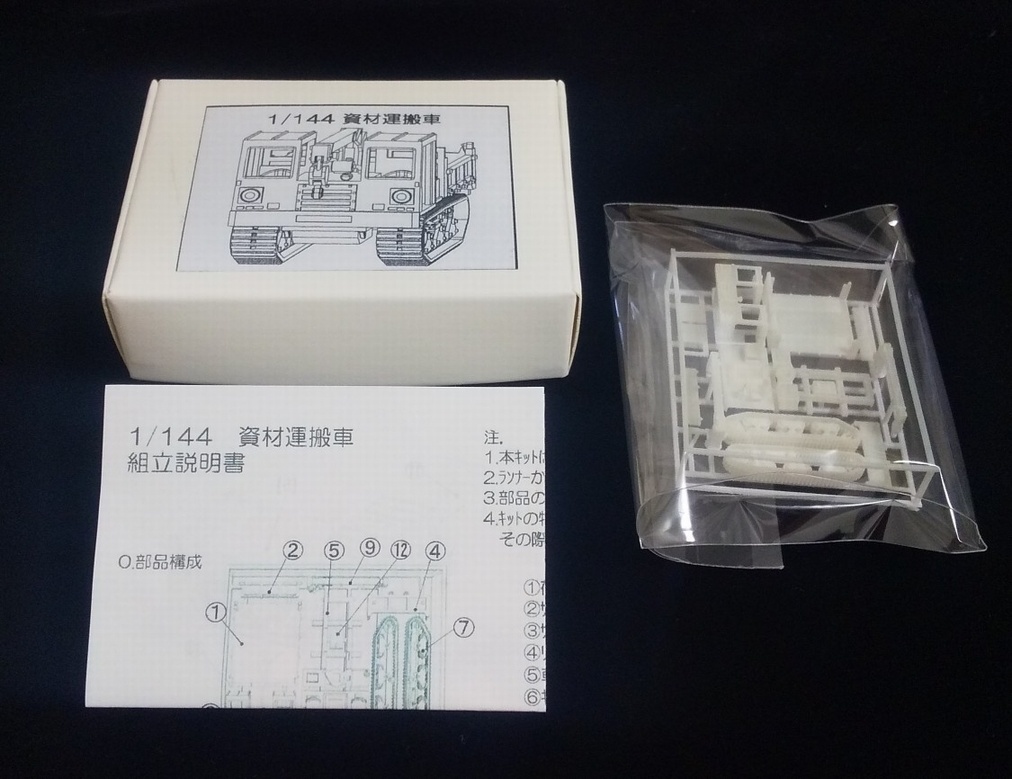 1/144 資材運搬車
1/144 資材運搬車
組立説明書
注.
1.本キット
2.ランナーか
3.部品の
4.キットの
その際
0.部品構成
② ⑤ ⑨ ⑫ ④
① ⑦
①
②
③
④
⑤
⑥